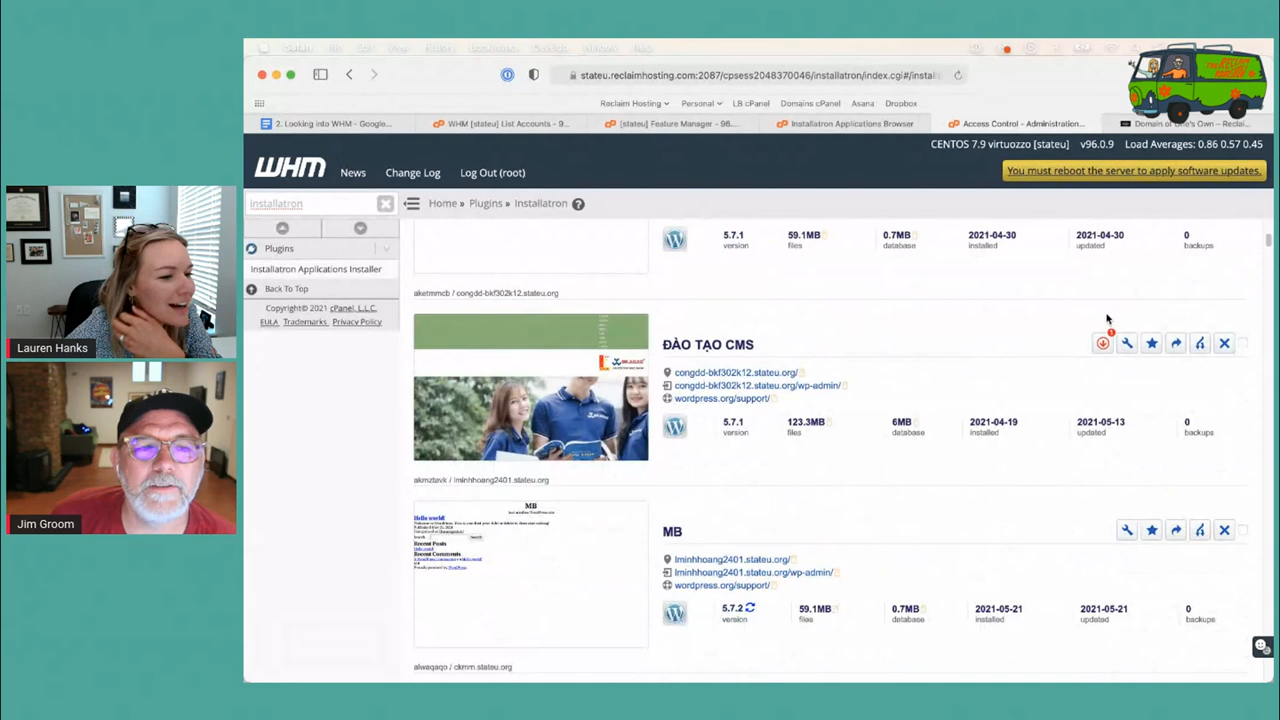 stateu.reclaimhosting.com:2087/cpsess2048370046/installatron/index.cgi#/instal
Reclaim Hosting Personal LB cPanel Domains cPanel Asana Dropbox
2. Looking into WHM - Google... WHM [stateu] List Accounts - 9... [stateu] Feature Manager - 96.... Installatron Applications Browser Access Control - Administration... Domain of One's Own – Recl...
CENTOS 7.9 virtuozzo [stateu] v96.0.9 Load Averages: 0.86 0.57 0.45
WHM News Change Log Log Out (root)
You must reboot the server to apply software updates.
installatron
Home » Plugins » Installatron
Plugins
Installatron Applications Installer
Back To Top
Copyright© 2021 cPanel, L.L.C.
EULA Trademarks Privacy Policy
5.7.1 59.1MB 0.7MB 2021-04-30 2021-04-30 0
version files database installed updated backups
aketmmcb / congdd-bkf302k12.stateu.org
ĐÀO TẠO CMS
1
congdd-bkf302k12.stateu.org/
congdd-bkf302k12.stateu.org/wp-admin/
wordpress.org/support/
5.7.1 123.3MB 6MB 2021-04-19 2021-05-13 0
version files database installed updated backups
akmztavk / lminhhoang2401.stateu.org
MB
Hello world!
Recent Posts
Recent Comments
MB
lminhhoang2401.stateu.org/
lminhhoang2401.stateu.org/wp-admin/
wordpress.org/support/
5.7.2 59.1MB 0.7MB 2021-05-21 2021-05-21 0
version files database installed updated backups
alwaqaqo / ckmm.stateu.org
Lauren Hanks
Jim Groom